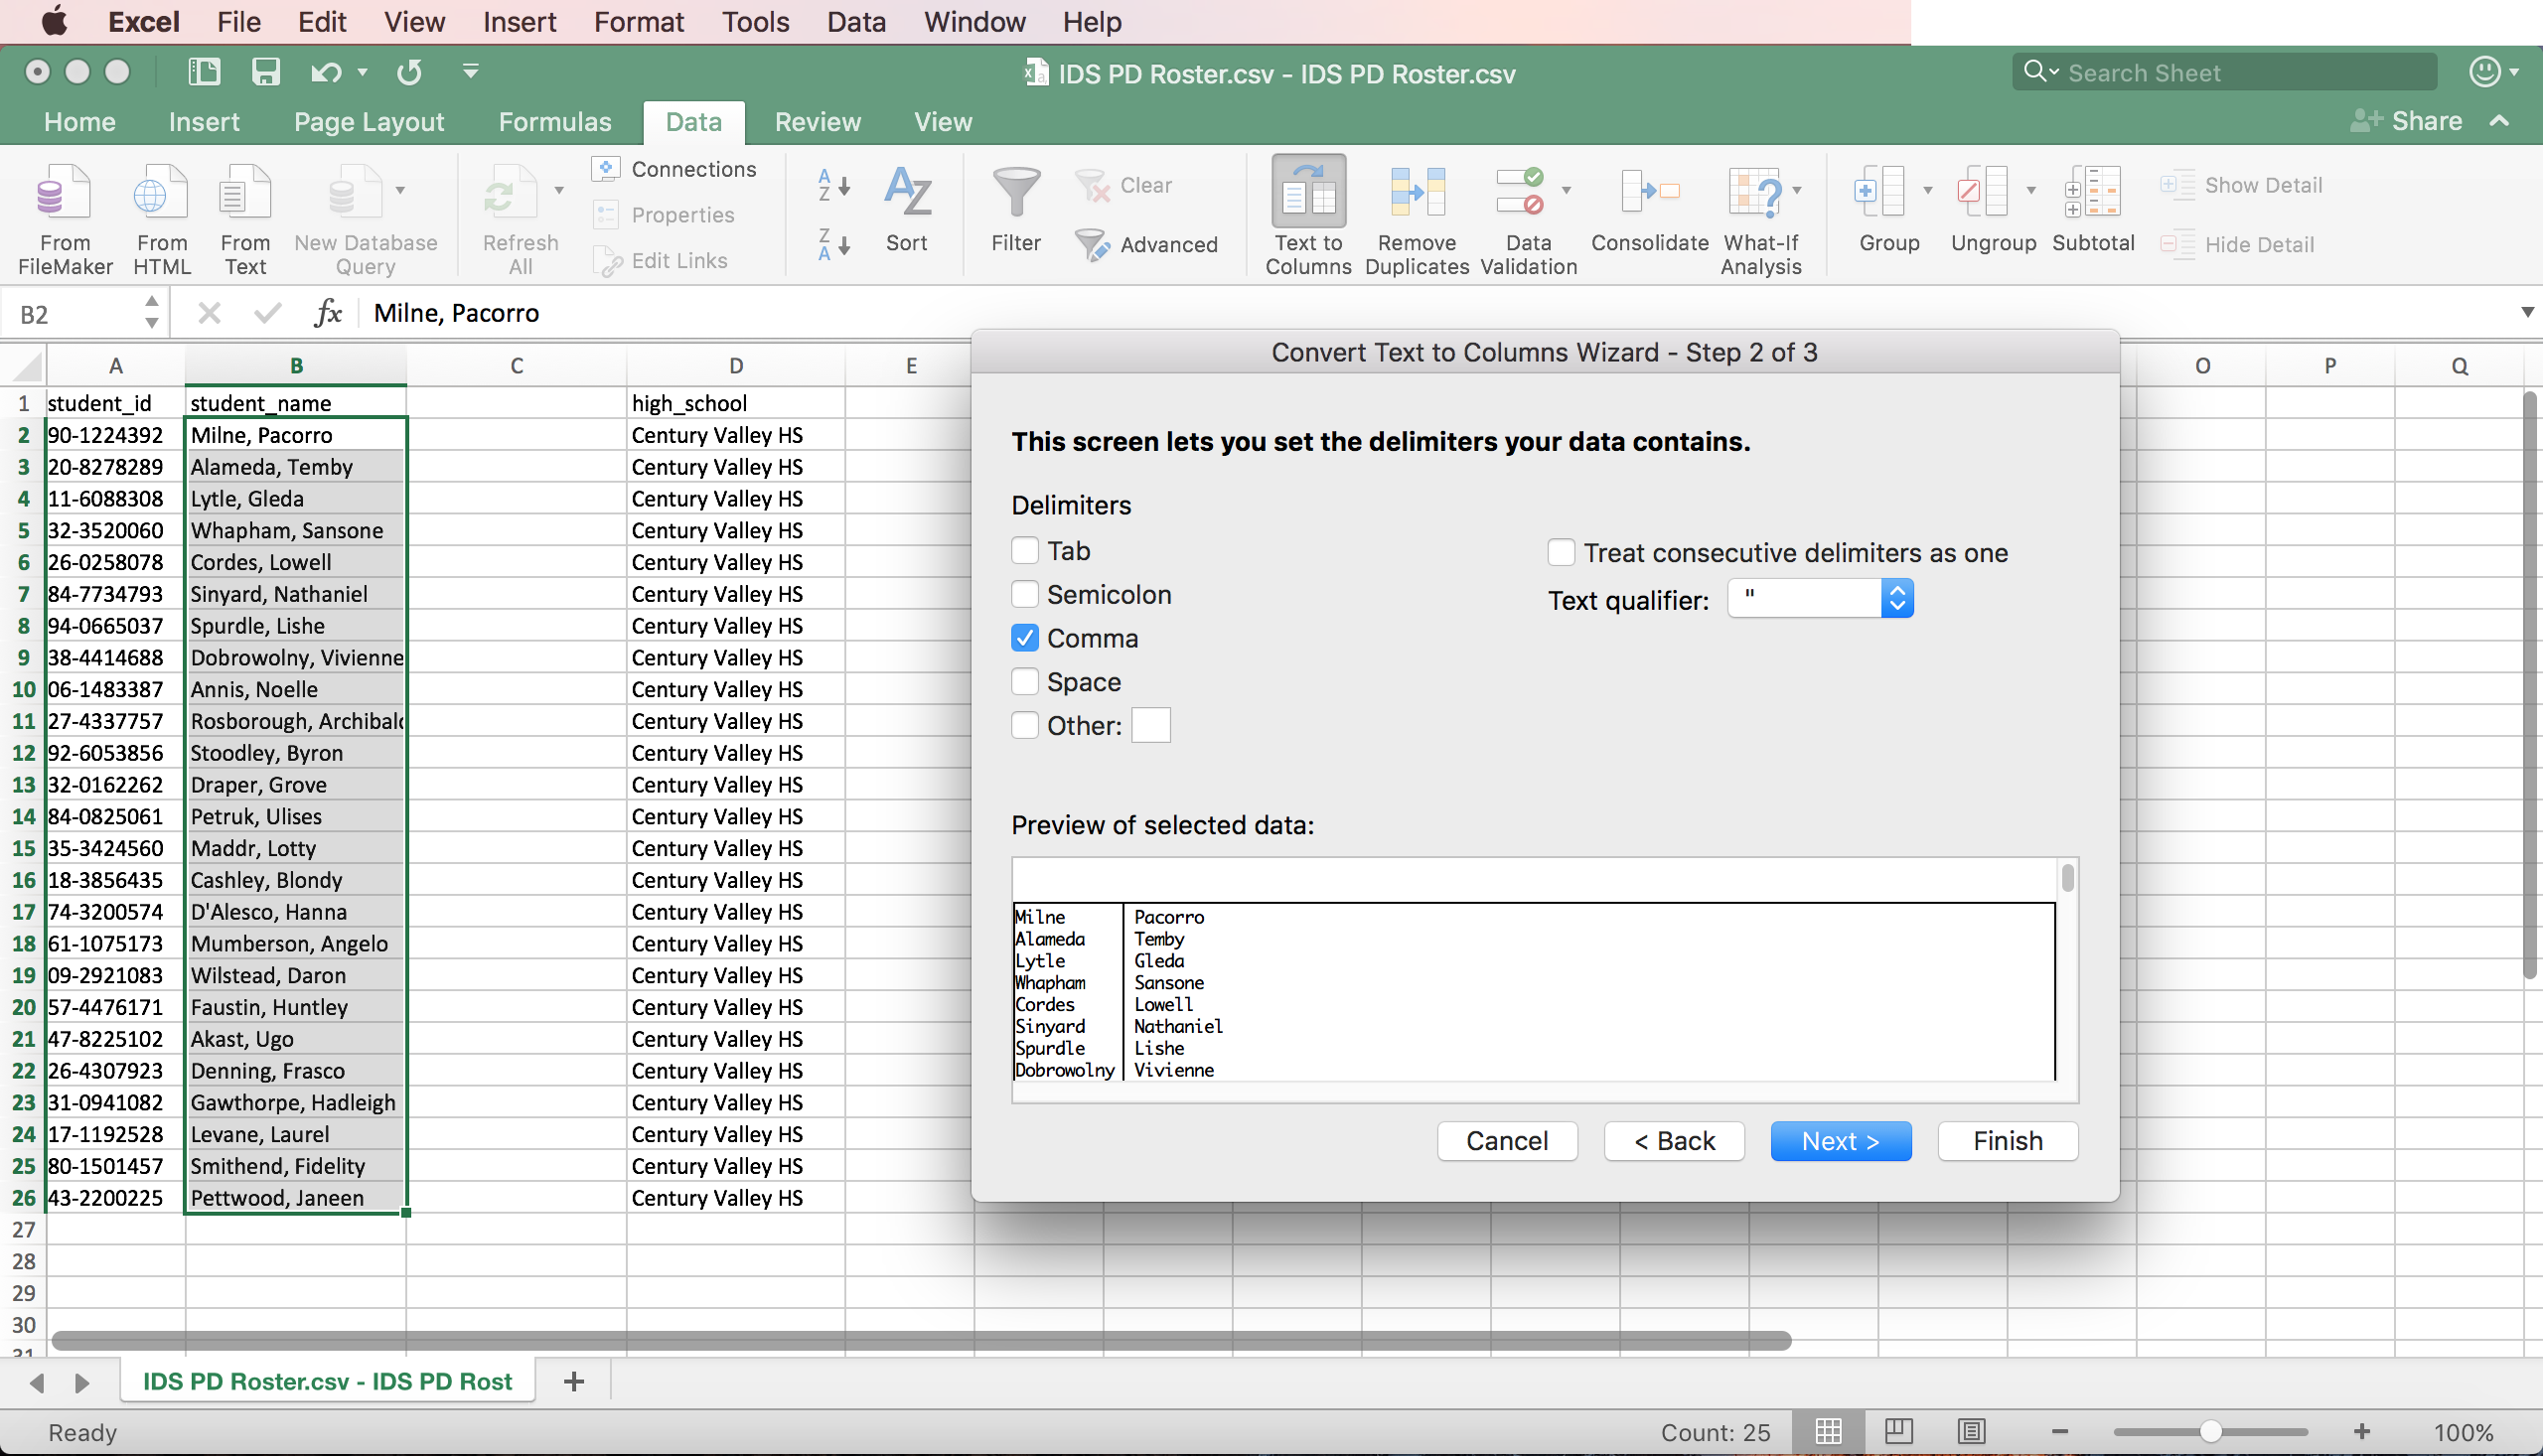 Excel File Edit View Insert Format Tools Data Window Help
IDS PD Roster.csv - IDS PD Roster.csv
Search Sheet
Home Insert Page Layout Formulas Data Review View
Share
From FileMaker
From HTML
From Text
New Database Query
Refresh All
Connections
Properties
Edit Links
Sort
Filter
Clear
Advanced
Text to Columns
Remove Duplicates
Data Validation
Consolidate
What-If Analysis
Group
Ungroup
Subtotal
Show Detail
Hide Detail
B2 fx Milne, Pacorro
A B C D E O P Q
1 student_id student_name high_school
2 90-1224392 Milne, Pacorro Century Valley HS
3 20-8278289 Alameda, Temby Century Valley HS
4 11-6088308 Lytle, Gleda Century Valley HS
5 32-3520060 Whapham, Sansone Century Valley HS
6 26-0258078 Cordes, Lowell Century Valley HS
7 84-7734793 Sinyard, Nathaniel Century Valley HS
8 94-0665037 Spurdle, Lishe Century Valley HS
9 38-4414688 Dobrowolny, Vivienne Century Valley HS
10 06-1483387 Annis, Noelle Century Valley HS
11 27-4337757 Rosborough, Archibal Century Valley HS
12 92-6053856 Stoodley, Byron Century Valley HS
13 32-0162262 Draper, Grove Century Valley HS
14 84-0825061 Petruk, Ulises Century Valley HS
15 35-3424560 Maddr, Lotty Century Valley HS
16 18-3856435 Cashley, Blondy Century Valley HS
17 74-3200574 D'Alesco, Hanna Century Valley HS
18 61-1075173 Mumberson, Angelo Century Valley HS
19 09-2921083 Wilstead, Daron Century Valley HS
20 57-4476171 Faustin, Huntley Century Valley HS
21 47-8225102 Akast, Ugo Century Valley HS
22 26-4307923 Denning, Frasco Century Valley HS
23 31-0941082 Gawthorpe, Hadleigh Century Valley HS
24 17-1192528 Levane, Laurel Century Valley HS
25 80-1501457 Smithend, Fidelity Century Valley HS
26 43-2200225 Pettwood, Janeen Century Valley HS
27
28
29
30
31
Convert Text to Columns Wizard - Step 2 of 3
This screen lets you set the delimiters your data contains.
Delimiters
Tab
Semicolon
Comma
Space
Other:
Treat consecutive delimiters as one
Text qualifier: "
Preview of selected data:
Milne Pacorro
Alameda Temby
Lytle Gleda
Whapham Sansone
Cordes Lowell
Sinyard Nathaniel
Spurdle Lishe
Dobrowolny Vivienne
Cancel < Back Next > Finish
IDS PD Roster.csv - IDS PD Rost +
Ready Count: 25 100%